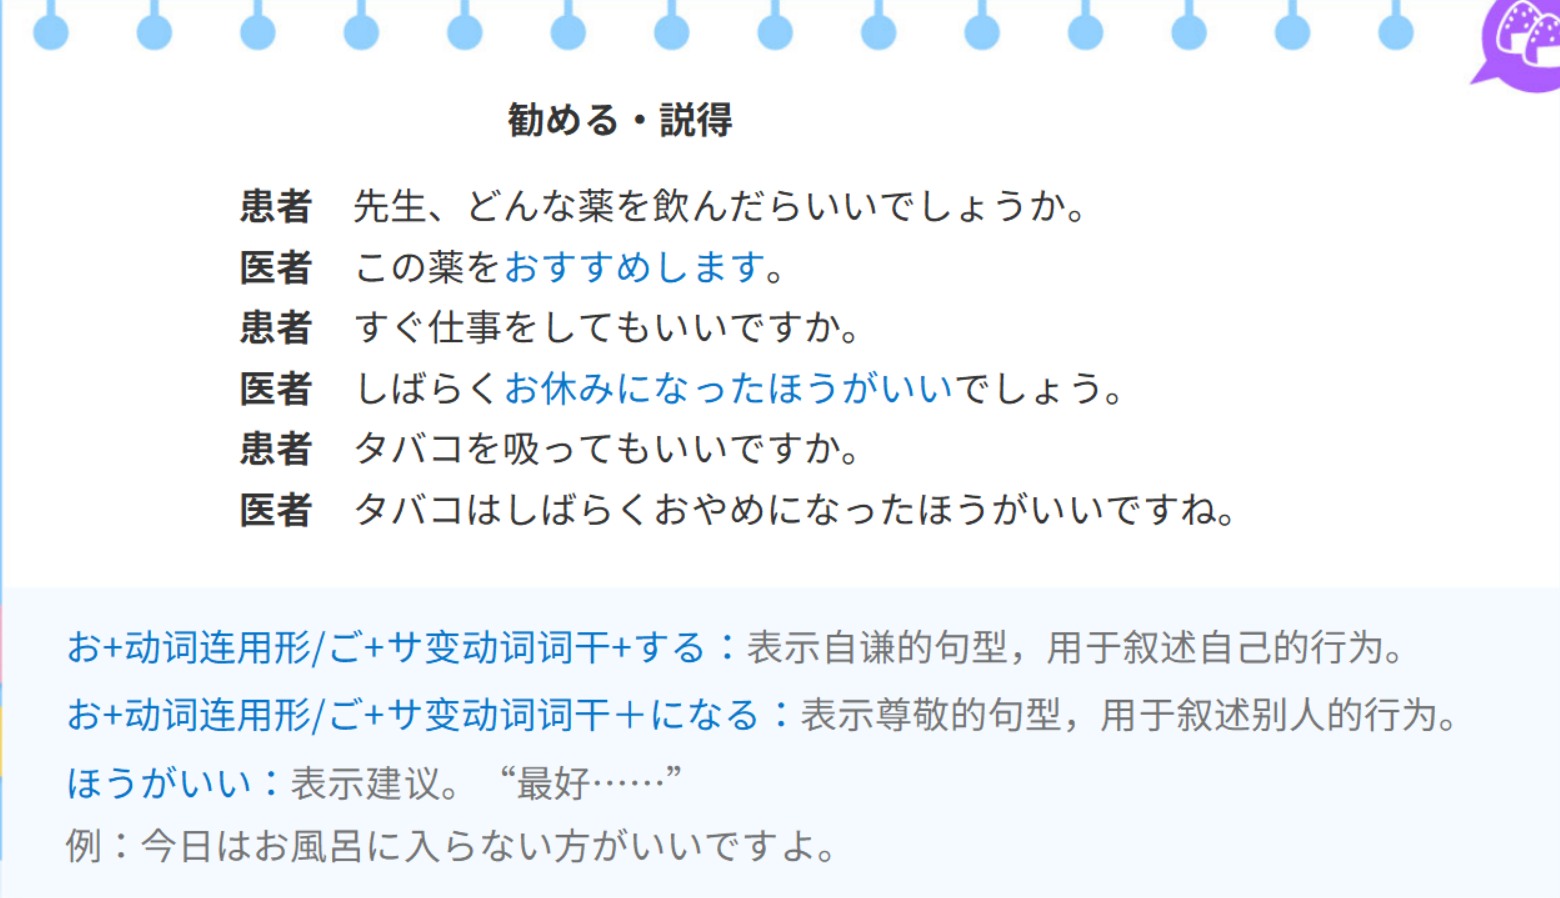 勧める・説得
患者 先生、どんな薬を飲んだらいいでしょうか。
医者 この薬をおすすめします。
患者 すぐ仕事をしてもいいですか。
医者 しばらくお休みになったほうがいいでしょう。
患者 タバコを吸ってもいいですか。
医者 タバコはしばらくおやめになったほうがいいですね。
お+动词连用形/ご+サ变动词词干+する：表示自谦的句型，用于叙述自己的行为。
お+动词连用形/ご+サ变动词词干＋になる：表示尊敬的句型，用于叙述别人的行为。
ほうがいい：表示建议。“最好……”
例：今日はお風呂に入らない方がいいですよ。